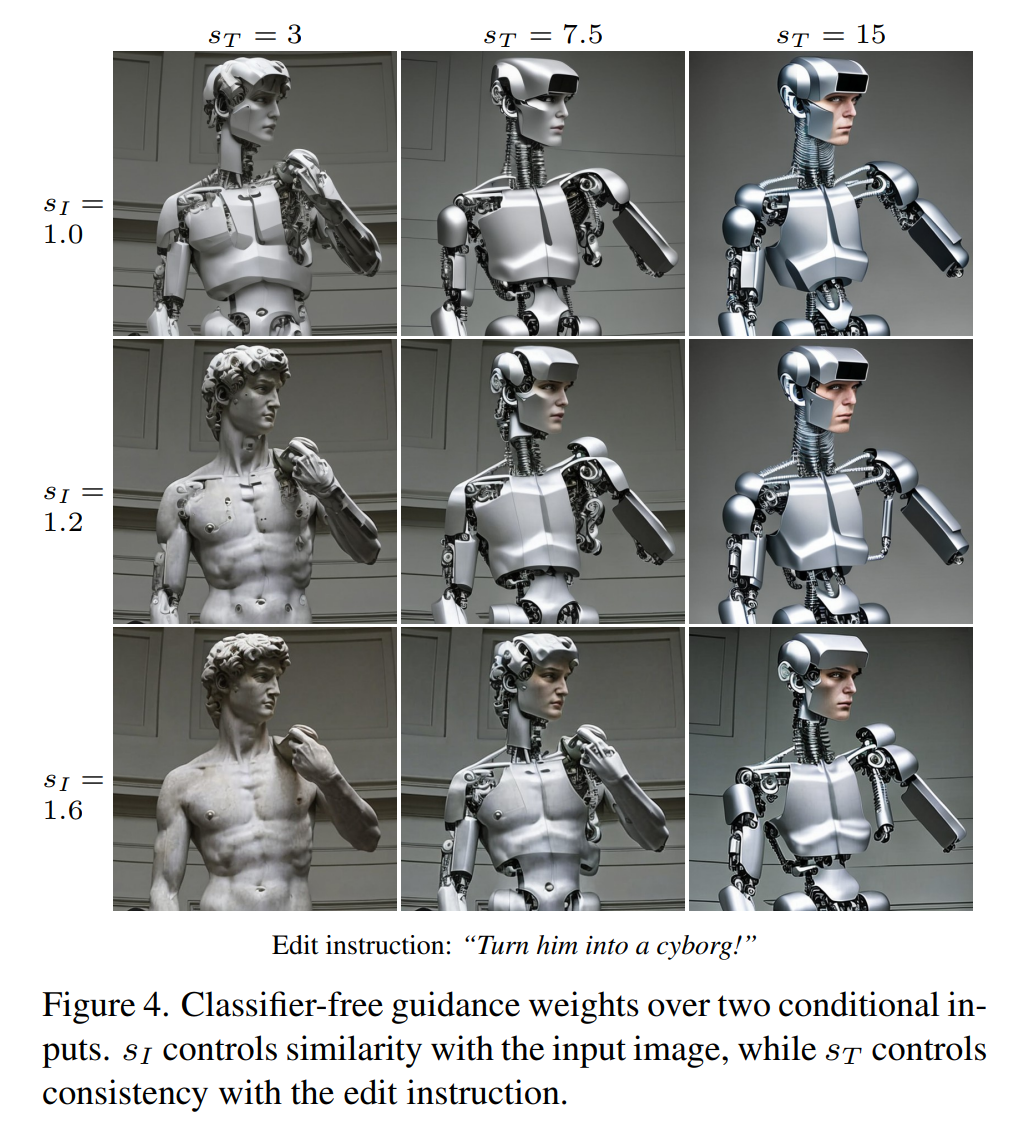 s_T = 3 s_T = 7.5 s_T = 15
s_I =
1.0
s_I =
1.2
s_I =
1.6
Edit instruction: “Turn him into a cyborg!”
Figure 4. Classifier-free guidance weights over two conditional in-
puts. s_I controls similarity with the input image, while s_T controls
consistency with the edit instruction.